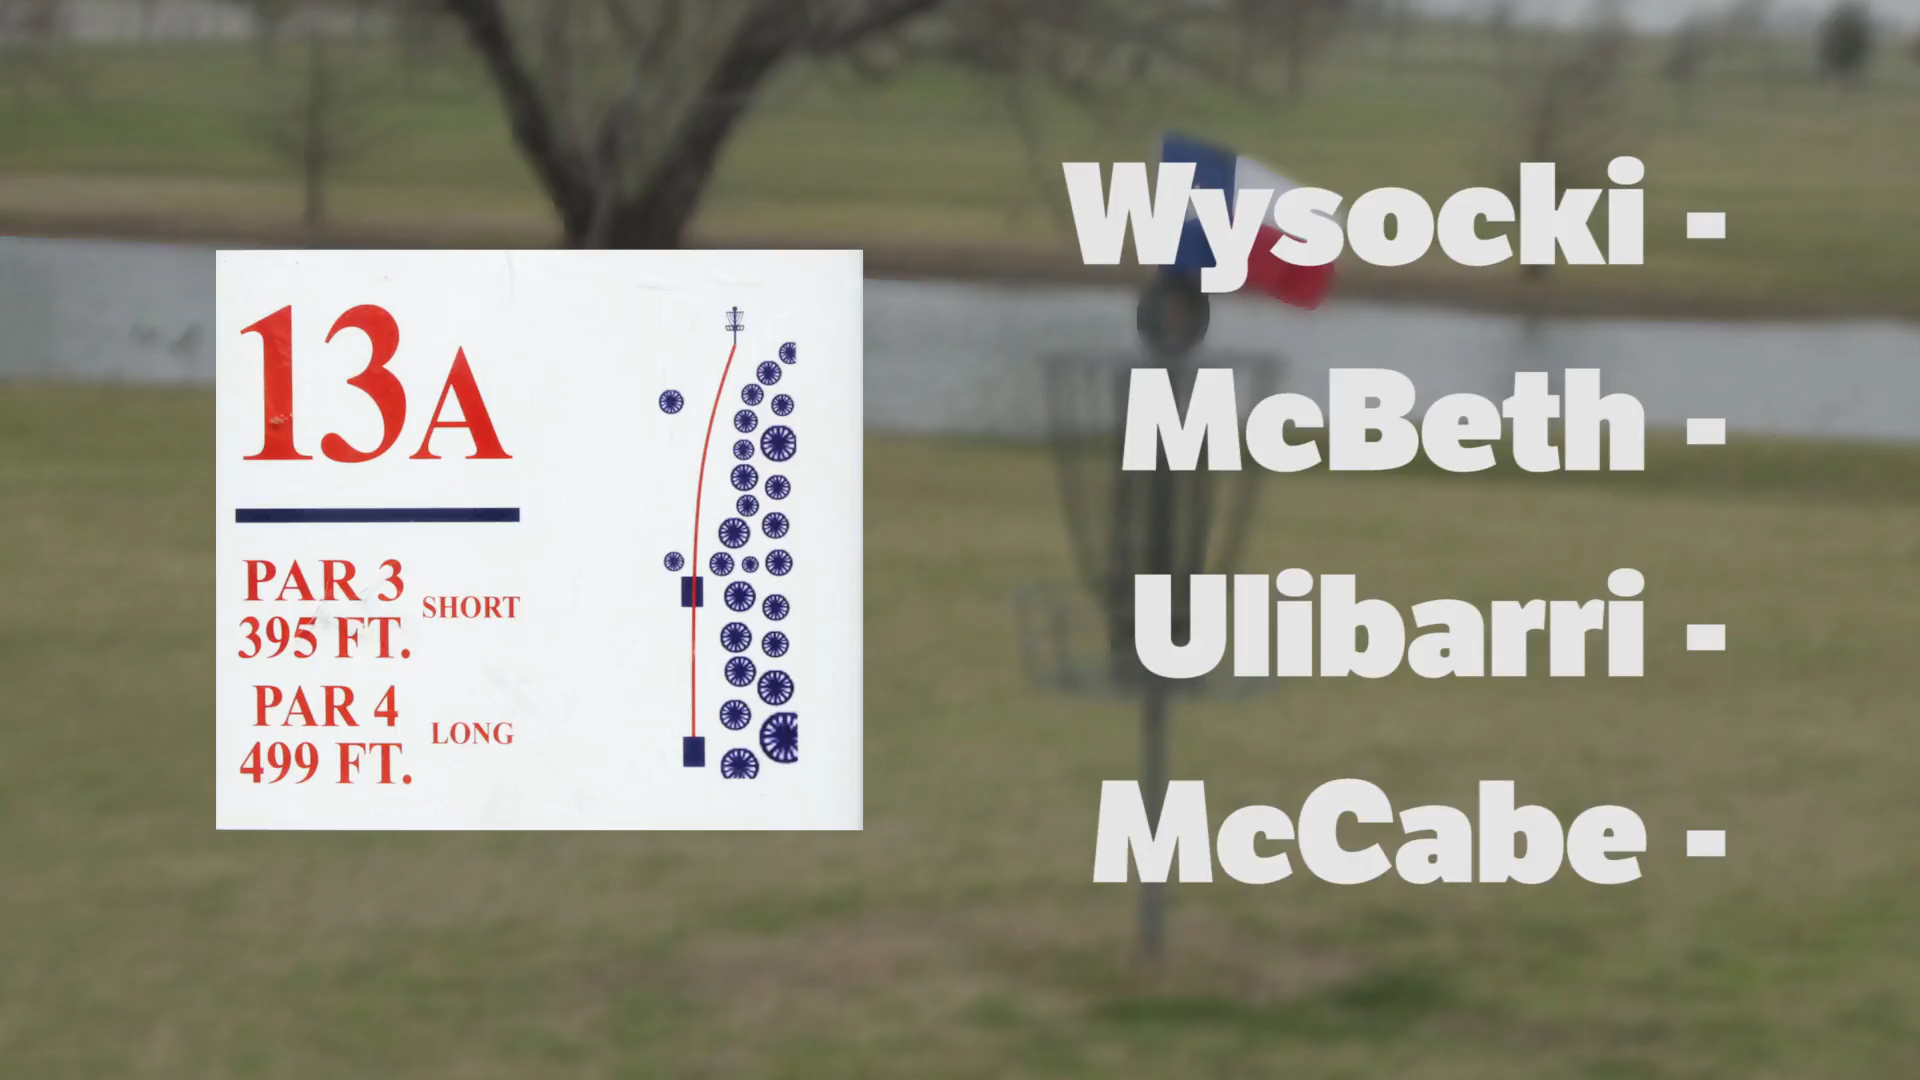 13A
PAR 3
395 FT.
SHORT
PAR 4
499 FT.
LONG
Wysocki -
McBeth -
Ulibarri -
McCabe -